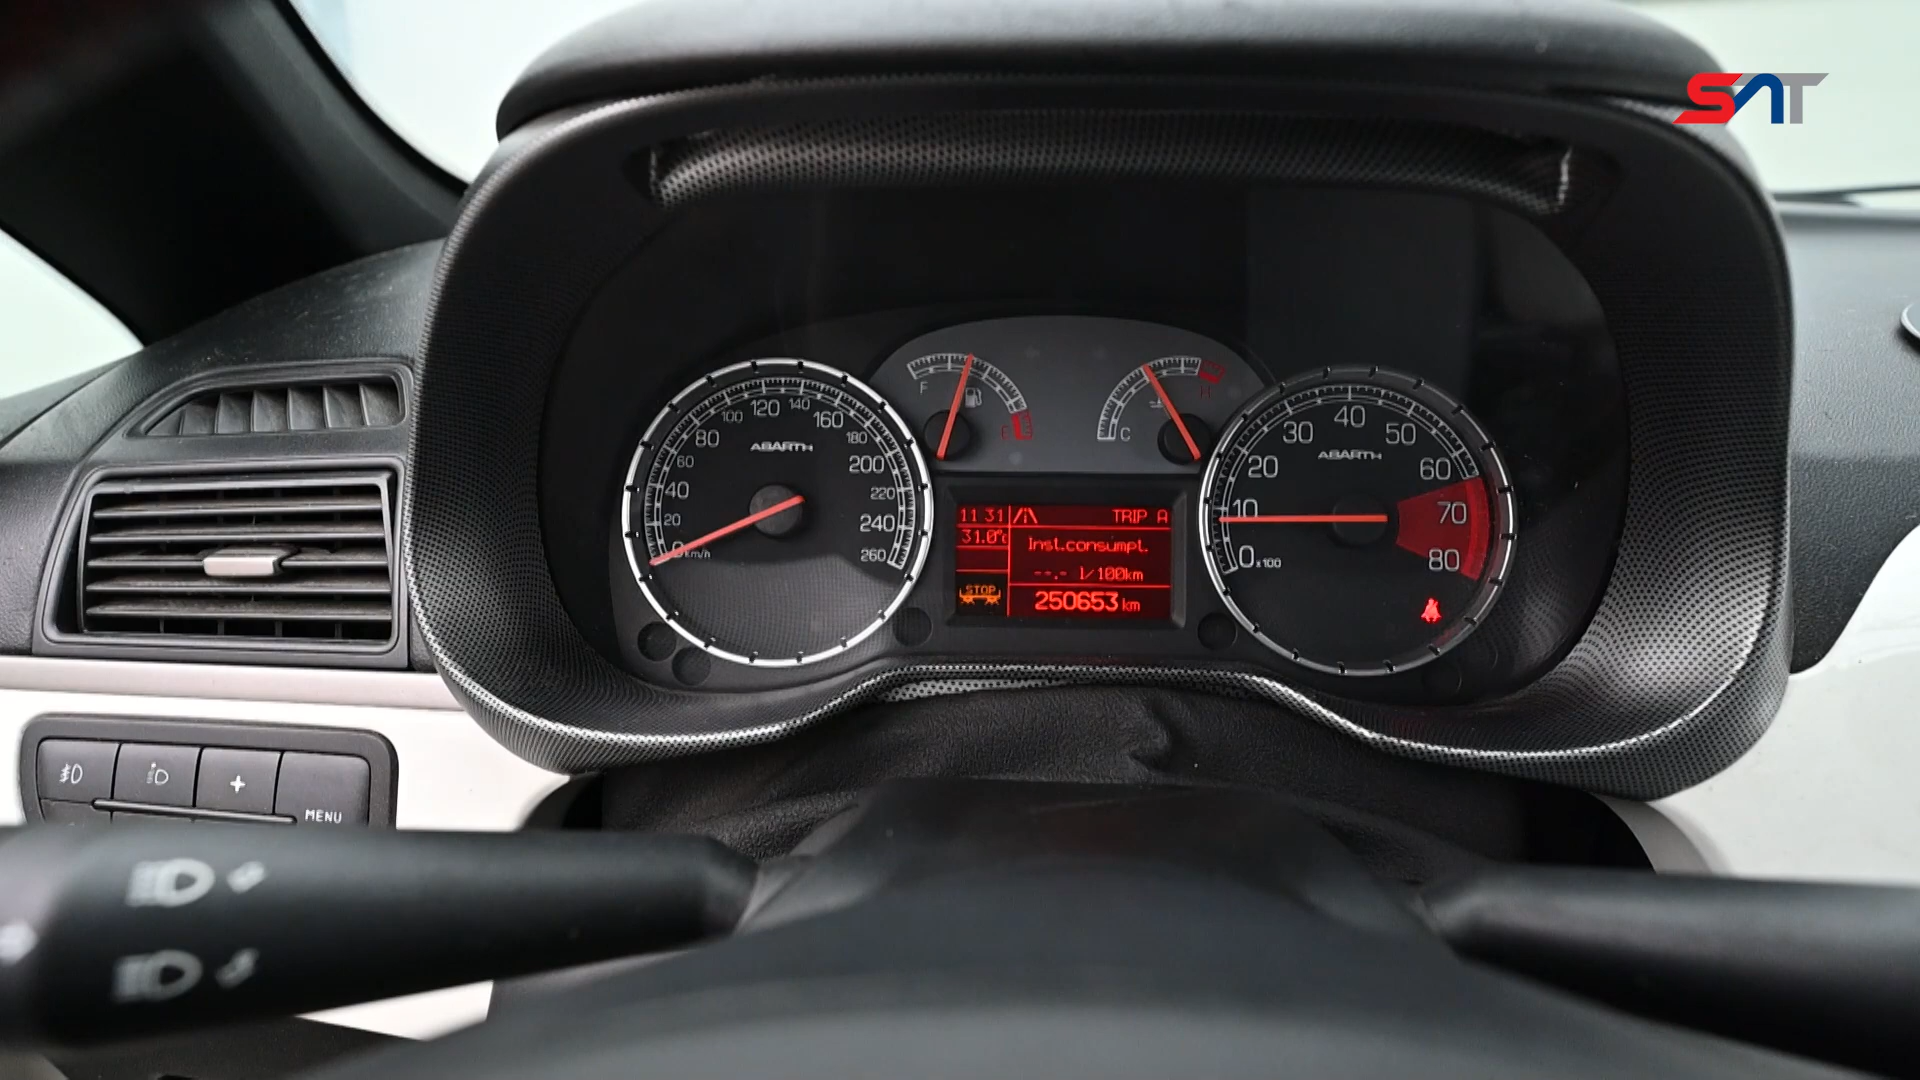 SNT
F
E
C
H
0 km/h
20
40
60
80
100
120
140
160
180
200
220
240
260
ABARTH
11 31
TRIP A
31.0°c
Inst.consumpt.
--.- l/100km
STOP
250653 km
0 x100
10
20
30
40
50
60
70
80
ABARTH
+
MENU